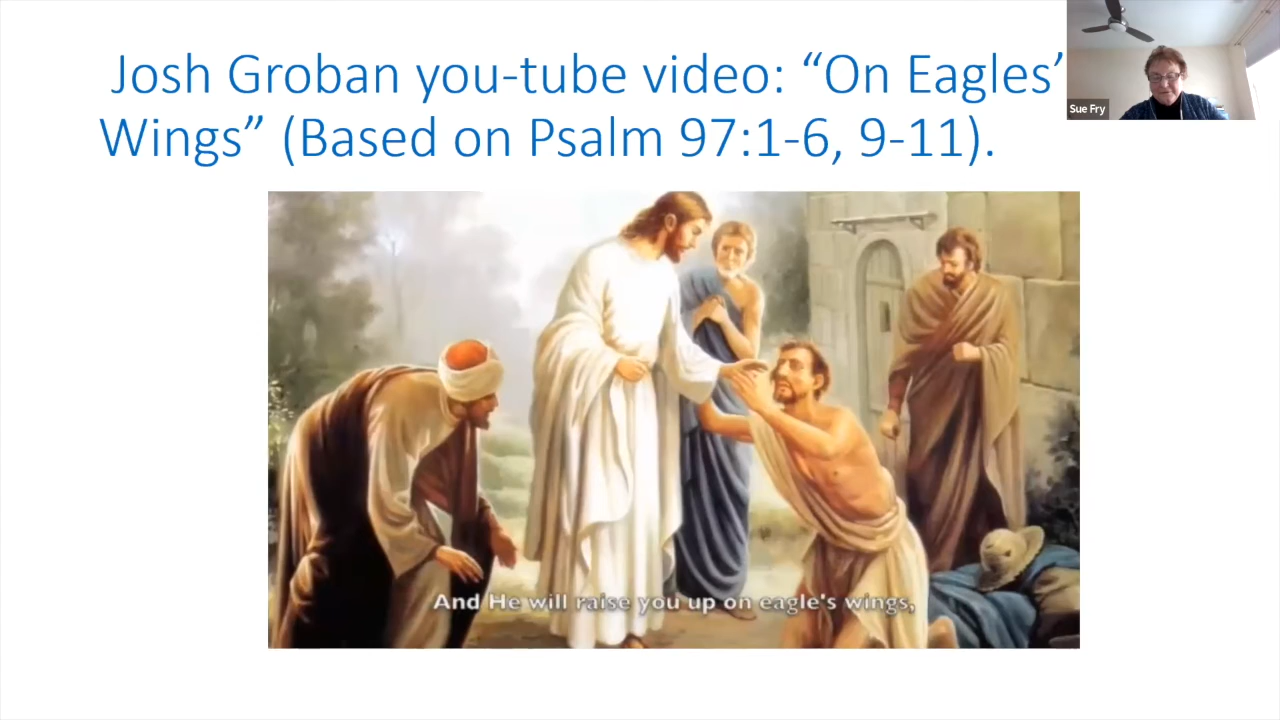 Josh Groban you-tube video: “On Eagles’
Wings” (Based on Psalm 97:1-6, 9-11).
Sue Fry
And He will raise you up on eagle's wings,